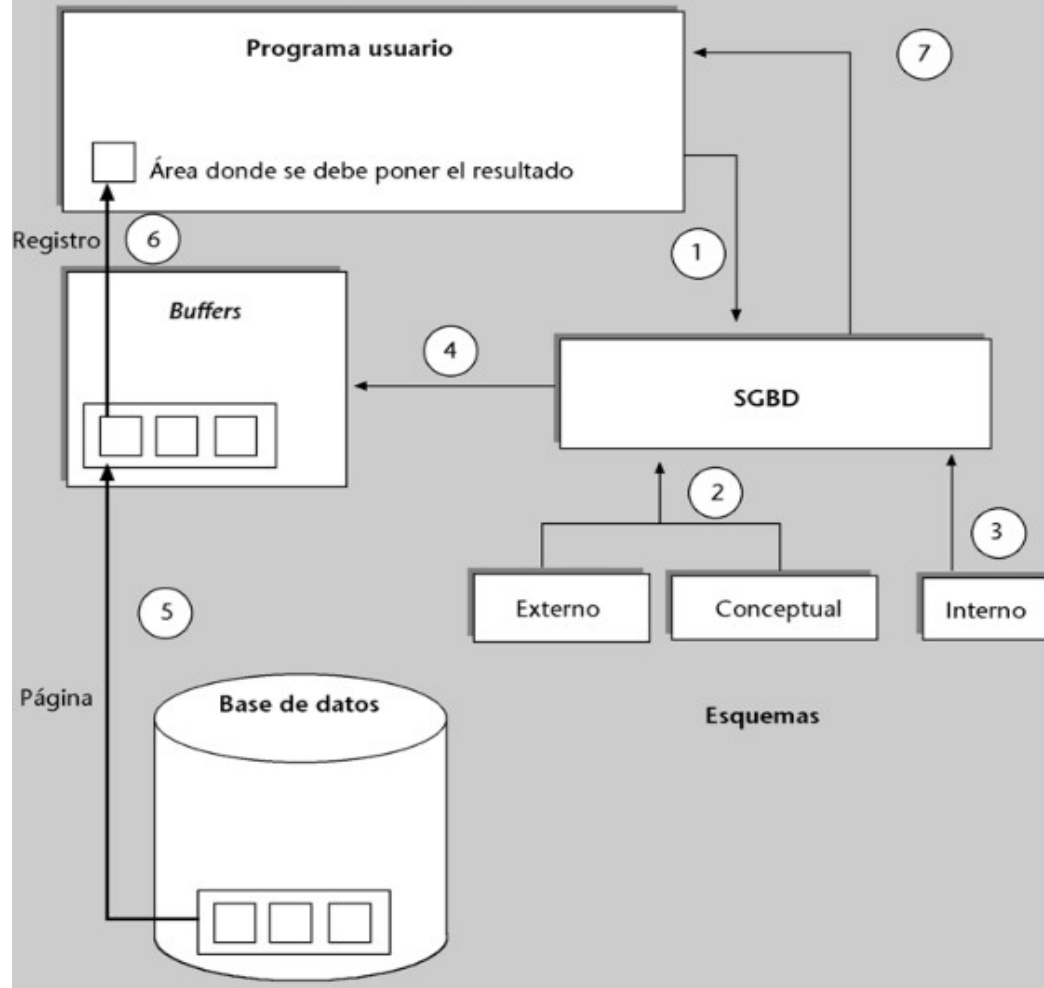 Programa usuario
7
Área donde se debe poner el resultado
Registro
6
1
Buffers
4
SGBD
2
3
Externo
Conceptual
Interno
5
Página
Base de datos
Esquemas